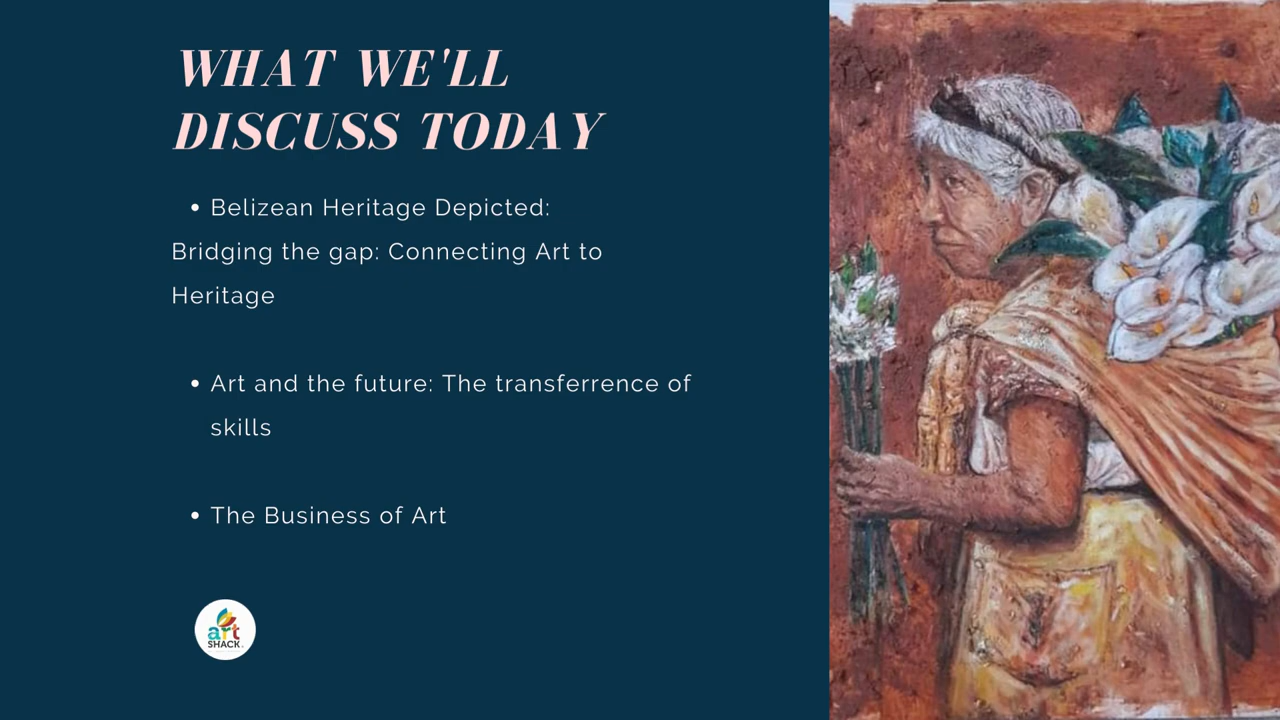 WHAT WE'LL
DISCUSS TODAY
• Belizean Heritage Depicted:
Bridging the gap: Connecting Art to
Heritage
• Art and the future: The transferrence of
skills
• The Business of Art
art
SHACK